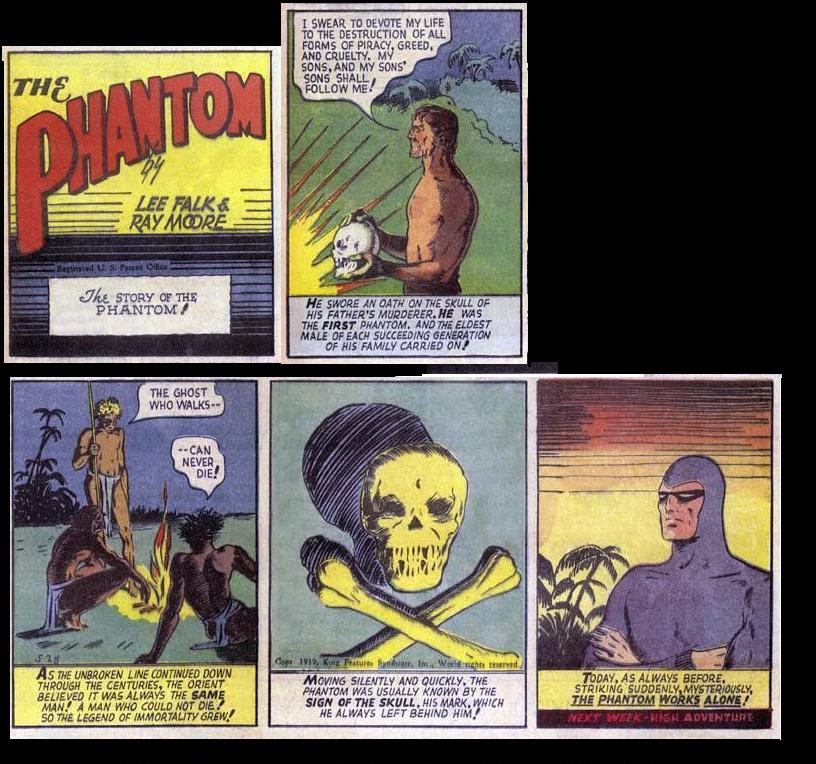 THE
PHANTOM
by
LEE FALK &
RAY MOORE
Registered U. S. Patent Office
The STORY OF THE
PHANTOM!
I SWEAR TO DEVOTE MY LIFE
TO THE DESTRUCTION OF ALL
FORMS OF PIRACY, GREED,
AND CRUELTY. MY
SONS, AND MY SONS'
SONS SHALL
FOLLOW ME!
HE SWORE AN OATH ON THE SKULL OF
HIS FATHER'S MURDERER. HE WAS
THE FIRST PHANTOM. AND THE ELDEST
MALE OF EACH SUCCEEDING GENERATION
OF HIS FAMILY CARRIED ON!
THE GHOST
WHO WALKS--
--CAN
NEVER
DIE!
5-28
AS THE UNBROKEN LINE CONTINUED DOWN
THROUGH THE CENTURIES, THE ORIENT
BELIEVED IT WAS ALWAYS THE SAME
MAN! A MAN WHO COULD NOT DIE!
SO THE LEGEND OF IMMORTALITY GREW!
Copr. 1939, King Features Syndicate, Inc., World rights reserved
MOVING SILENTLY AND QUICKLY, THE
PHANTOM WAS USUALLY KNOWN BY THE
SIGN OF THE SKULL, HIS MARK, WHICH
HE ALWAYS LEFT BEHIND HIM!
TODAY, AS ALWAYS BEFORE,
STRIKING SUDDENLY, MYSTERIOUSLY,
THE PHANTOM WORKS ALONE!
NEXT WEEK-HIGH ADVENTURE